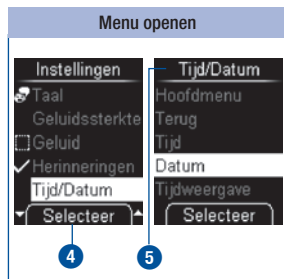 Menu openen
Instellingen
Taal
Geluidssterkte
Geluid
Herinneringen
Tijd/Datum
Selecteer
4
5
Tijd/Datum
Hoofdmenu
Terug
Tijd
Datum
Tijdweergave
Selecteer